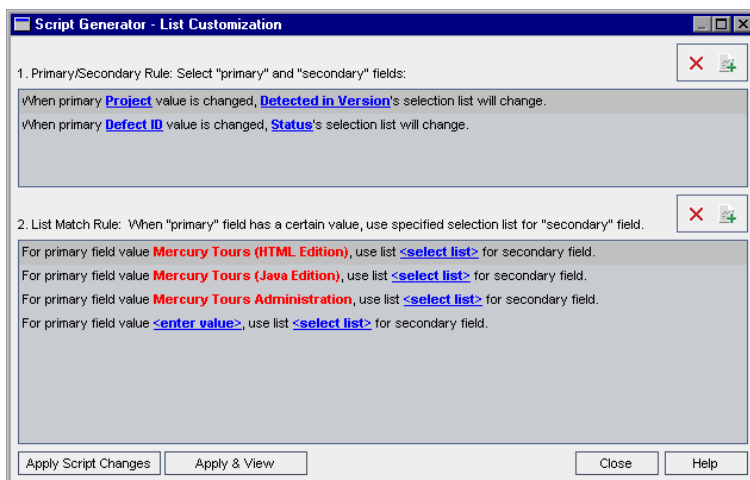 Script Generator - List Customization
1. Primary/Secondary Rule: Select "primary" and "secondary" fields:
When primary Project value is changed, Detected in Version's selection list will change.
When primary Defect ID value is changed, Status's selection list will change.
2. List Match Rule: When "primary" field has a certain value, use specified selection list for "secondary" field.
For primary field value Mercury Tours (HTML Edition), use list <select list> for secondary field.
For primary field value Mercury Tours (Java Edition), use list <select list> for secondary field.
For primary field value Mercury Tours Administration, use list <select list> for secondary field.
For primary field value <enter value>, use list <select list> for secondary field.
Apply Script Changes Apply & View Close Help